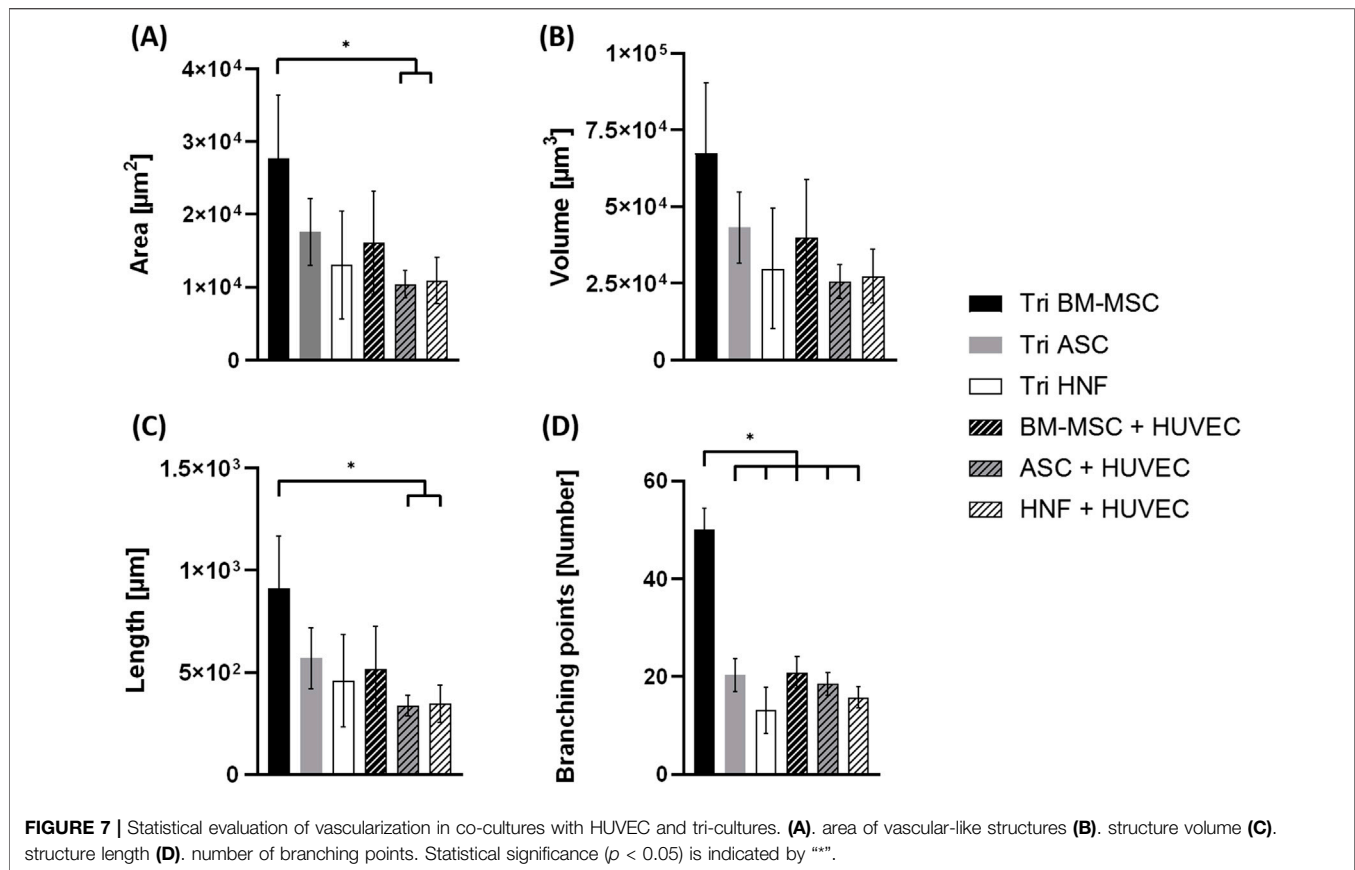 (A)
*
4×10⁴
3×10⁴
2×10⁴
1×10⁴
0
Area [µm²]
(B)
1×10⁵
7.5×10⁴
5×10⁴
2.5×10⁴
0
Volume [µm³]
(C)
*
1.5×10³
1×10³
5×10²
0
Length [µm]
(D)
*
60
40
20
0
Branching points [Number]
Tri BM-MSC
Tri ASC
Tri HNF
BM-MSC + HUVEC
ASC + HUVEC
HNF + HUVEC
FIGURE 7 | Statistical evaluation of vascularization in co-cultures with HUVEC and tri-cultures. (A). area of vascular-like structures (B). structure volume (C).
structure length (D). number of branching points. Statistical significance (p < 0.05) is indicated by “*”.